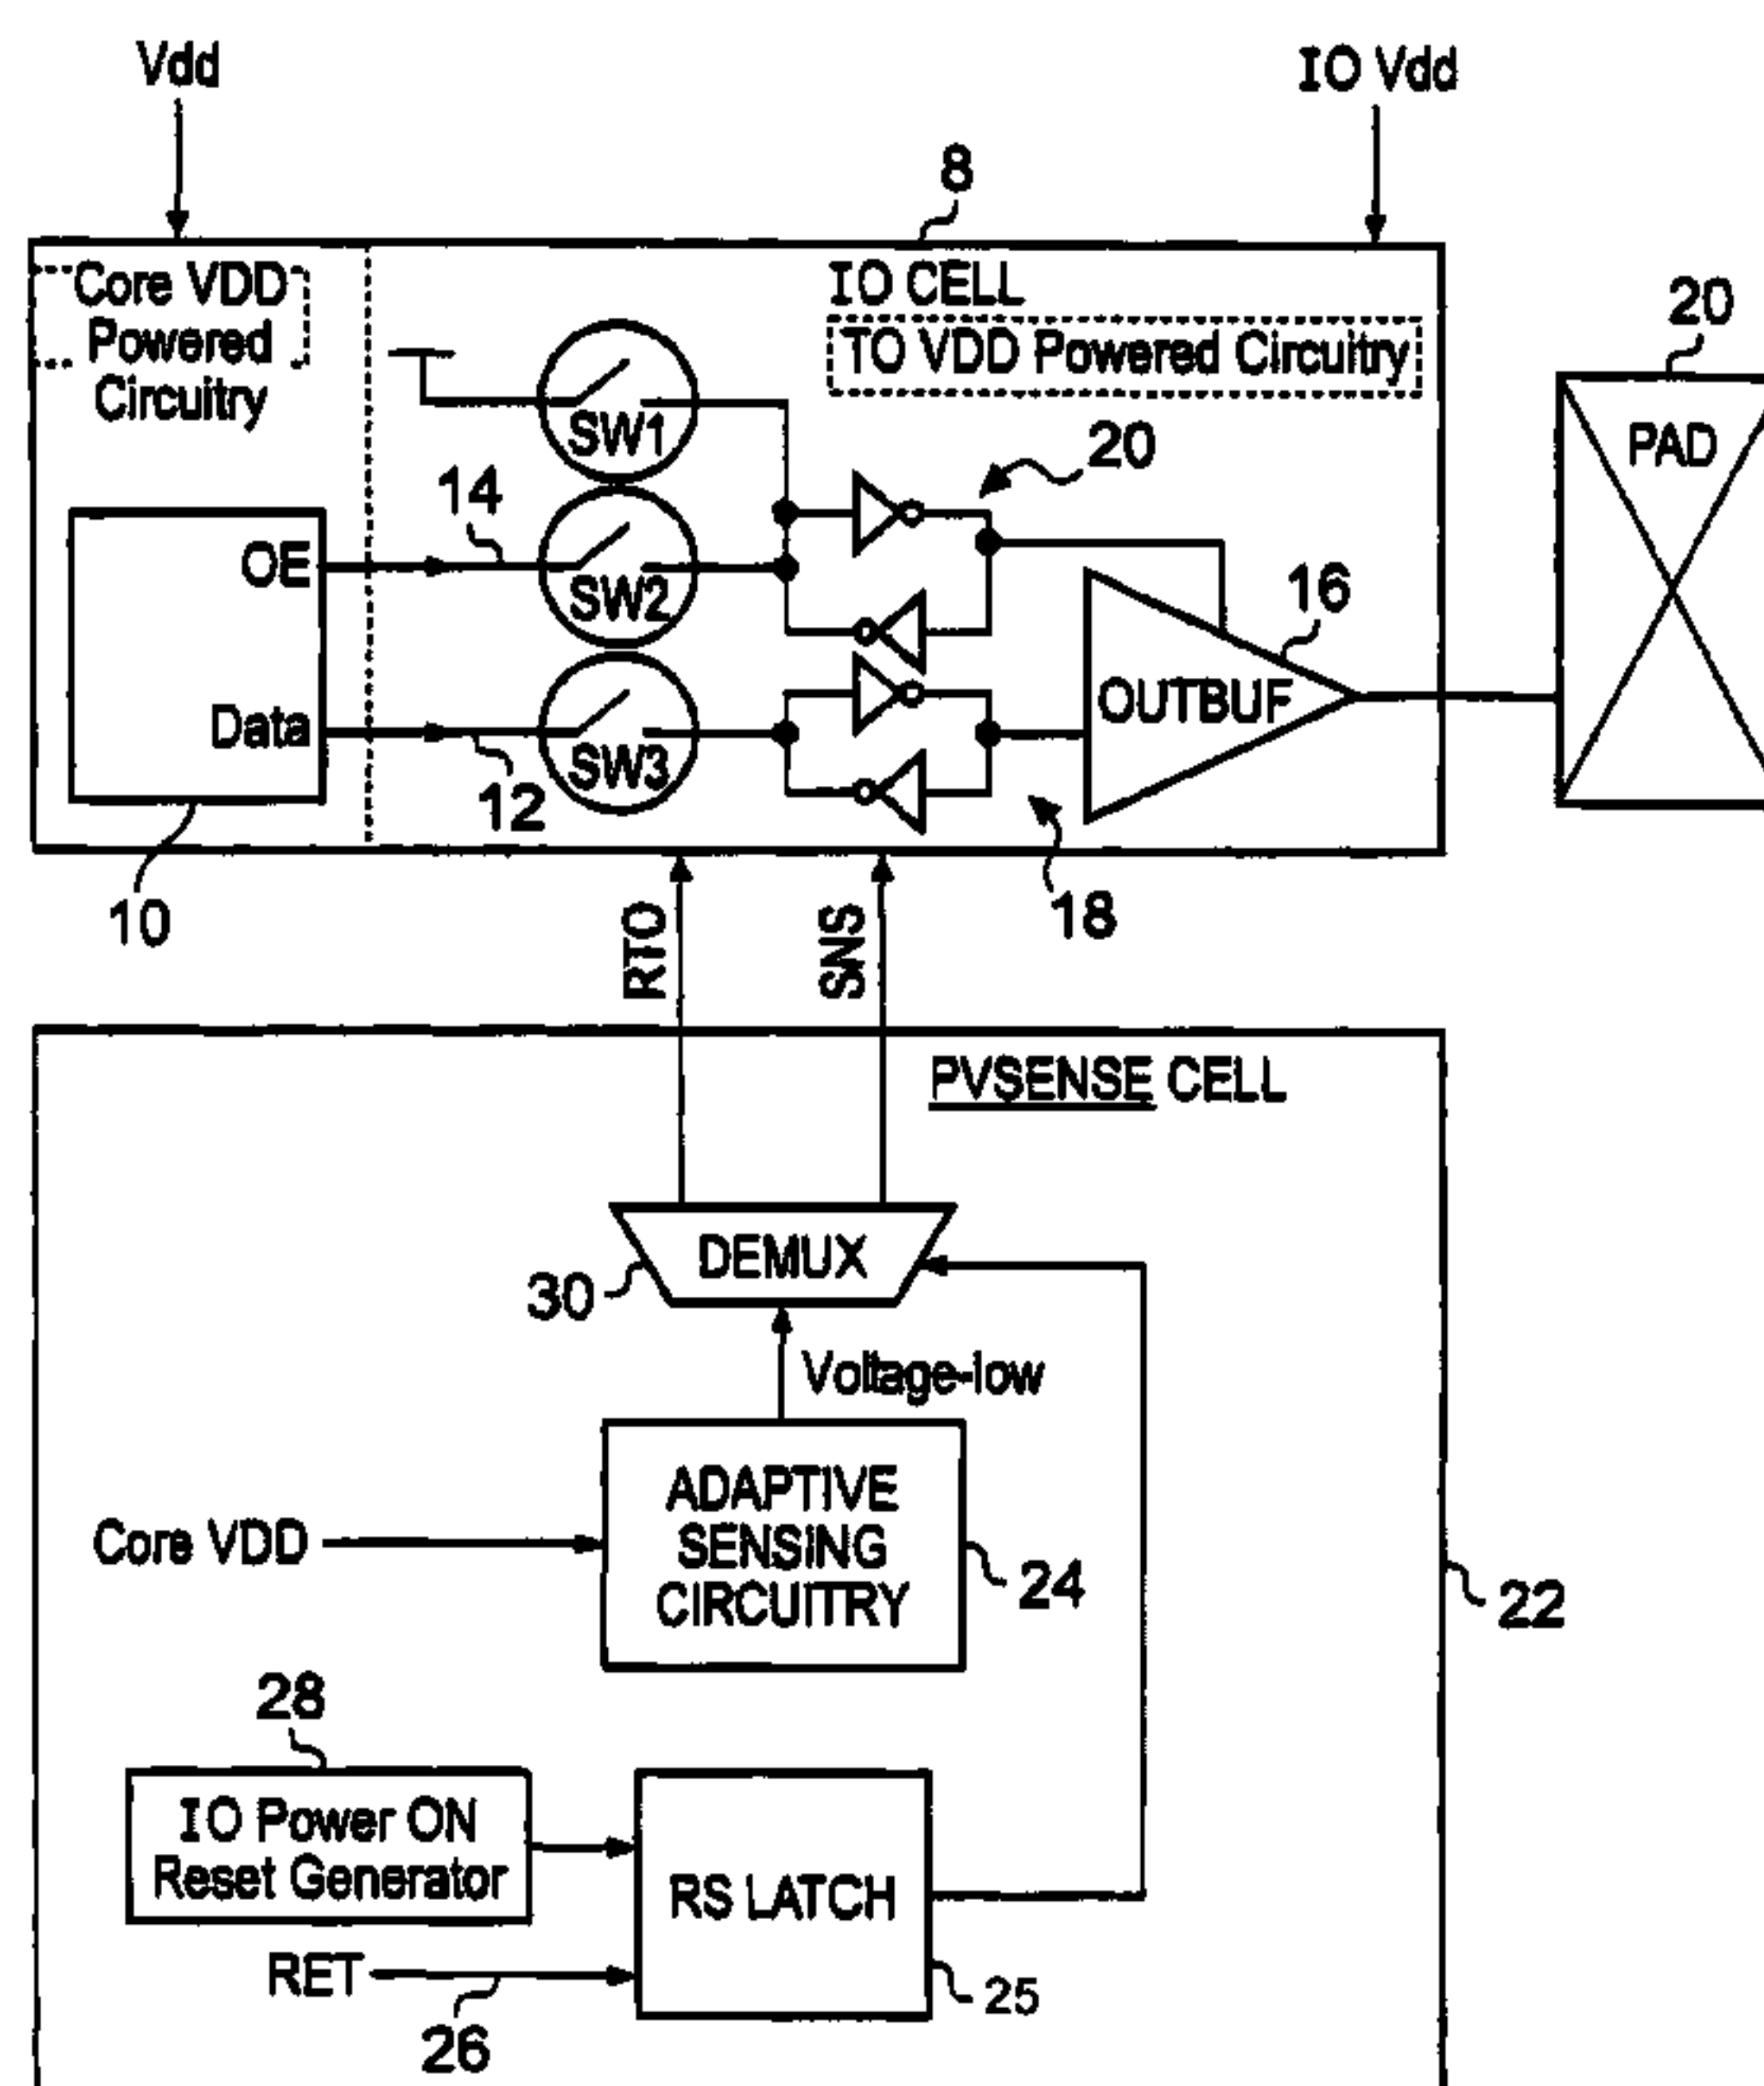 Vdd
IO Vdd
8
Core VDD
Powered
Circuitry
IO CELL
TO VDD Powered Circuitry
20
PAD
SW1
20
14
OE
SW2
16
OUTBUF
Data
SW3
12
10
18
RTO
SNS
PVSENSE CELL
DEMUX
30
Voltage-low
ADAPTIVE
SENSING
CIRCUITRY
Core VDD
24
22
28
IO Power ON
Reset Generator
RS LATCH
RET
26
25